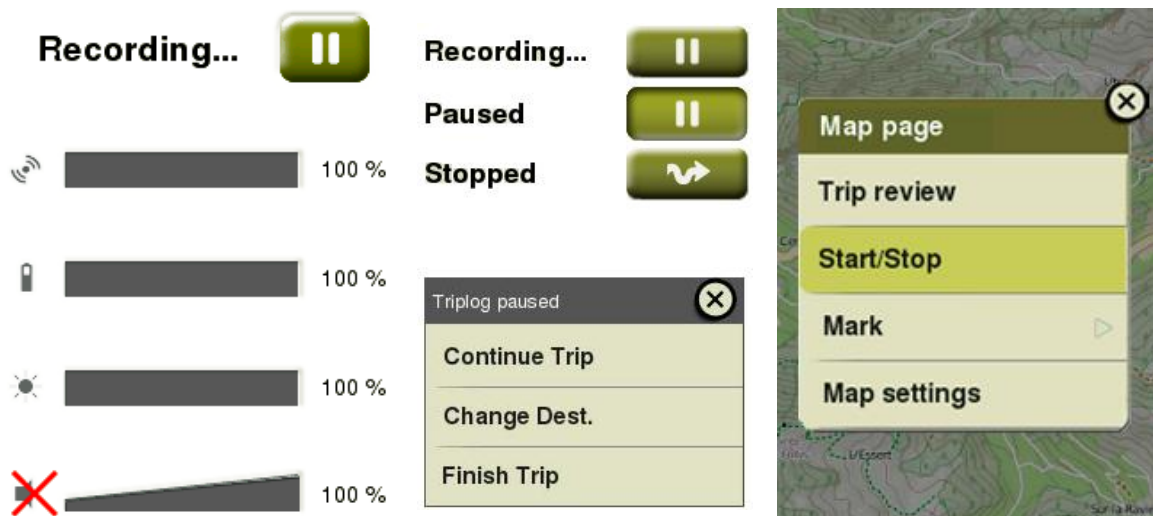 Recording...
100 %
100 %
100 %
100 %
Recording...
Paused
Stopped
Triplog paused
Continue Trip
Change Dest.
Finish Trip
Map page
Trip review
Start/Stop
Mark
Map settings
L'Essert